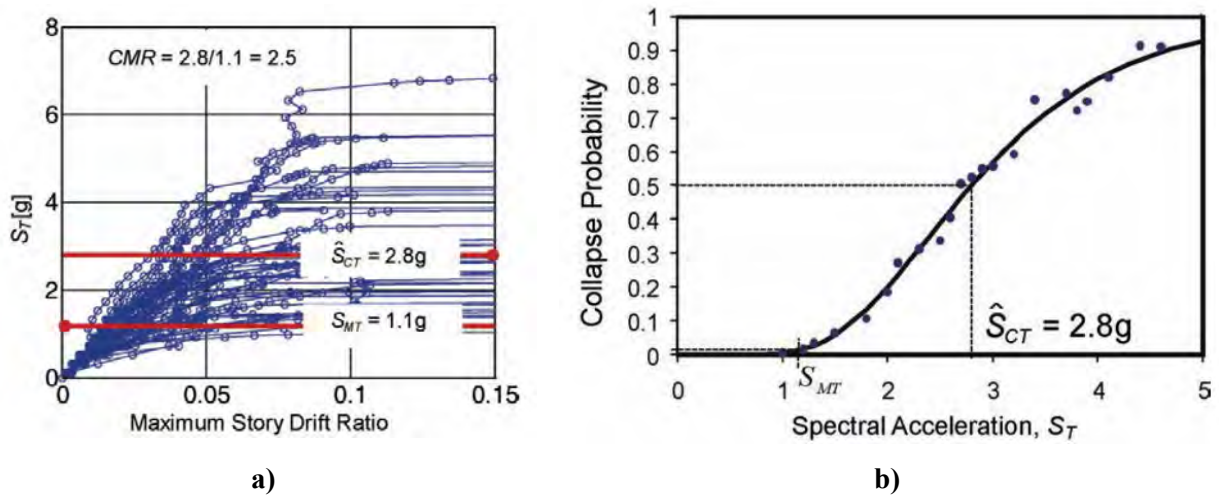 8
6
4
2
0
S_T[g]
CMR = 2.8/1.1 = 2.5
Ŝ_CT = 2.8g
S_MT = 1.1g
0
0.05
0.1
0.15
Maximum Story Drift Ratio
a)
1
0.9
0.8
0.7
0.6
0.5
0.4
0.3
0.2
0.1
0
Collapse Probability
Ŝ_CT = 2.8g
S_MT
0
1
2
3
4
5
Spectral Acceleration, S_T
b)